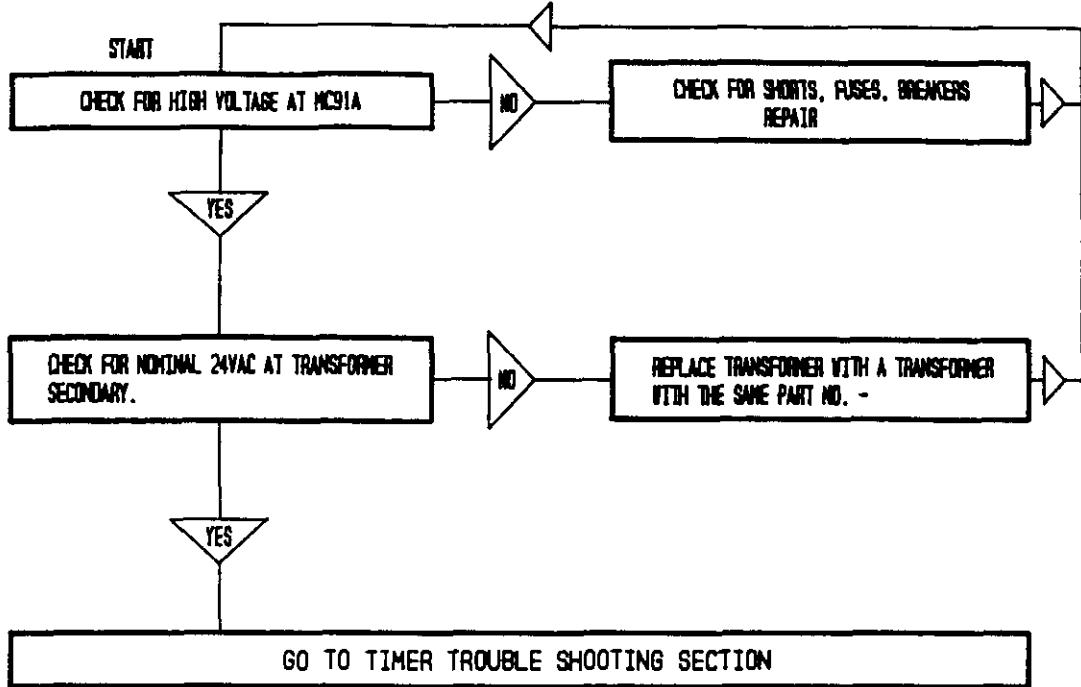 START
CHECK FOR HIGH VOLTAGE AT MC91A
NO
CHECK FOR SHORTS, FUSES, BREAKERS
REPAIR
YES
CHECK FOR NOMINAL 24VAC AT TRANSFORMER
SECONDARY.
NO
REPLACE TRANSFORMER WITH A TRANSFORMER
WITH THE SAME PART NO. -
YES
GO TO TIMER TROUBLE SHOOTING SECTION